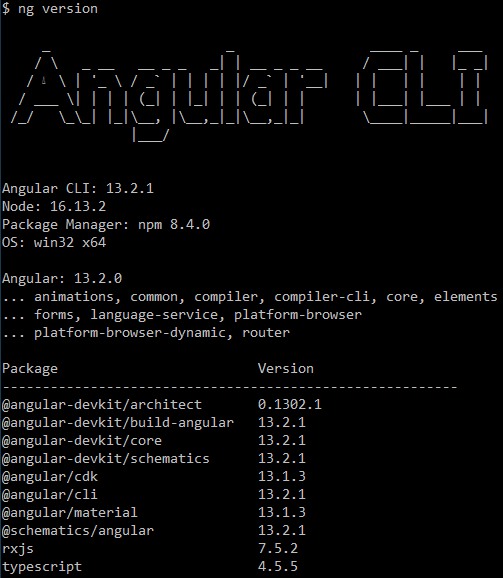 $ ng version
Angular CLI
Angular CLI: 13.2.1
Node: 16.13.2
Package Manager: npm 8.4.0
OS: win32 x64
Angular: 13.2.0
... animations, common, compiler, compiler-cli, core, elements
... forms, language-service, platform-browser
... platform-browser-dynamic, router
Package                         Version
------------------------------------------------------------
@angular-devkit/architect       0.1302.1
@angular-devkit/build-angular   13.2.1
@angular-devkit/core            13.2.1
@angular-devkit/schematics      13.2.1
@angular/cdk                    13.1.3
@angular/cli                    13.2.1
@angular/material               13.1.3
@schematics/angular             13.2.1
rxjs                            7.5.2
typescript                      4.5.5